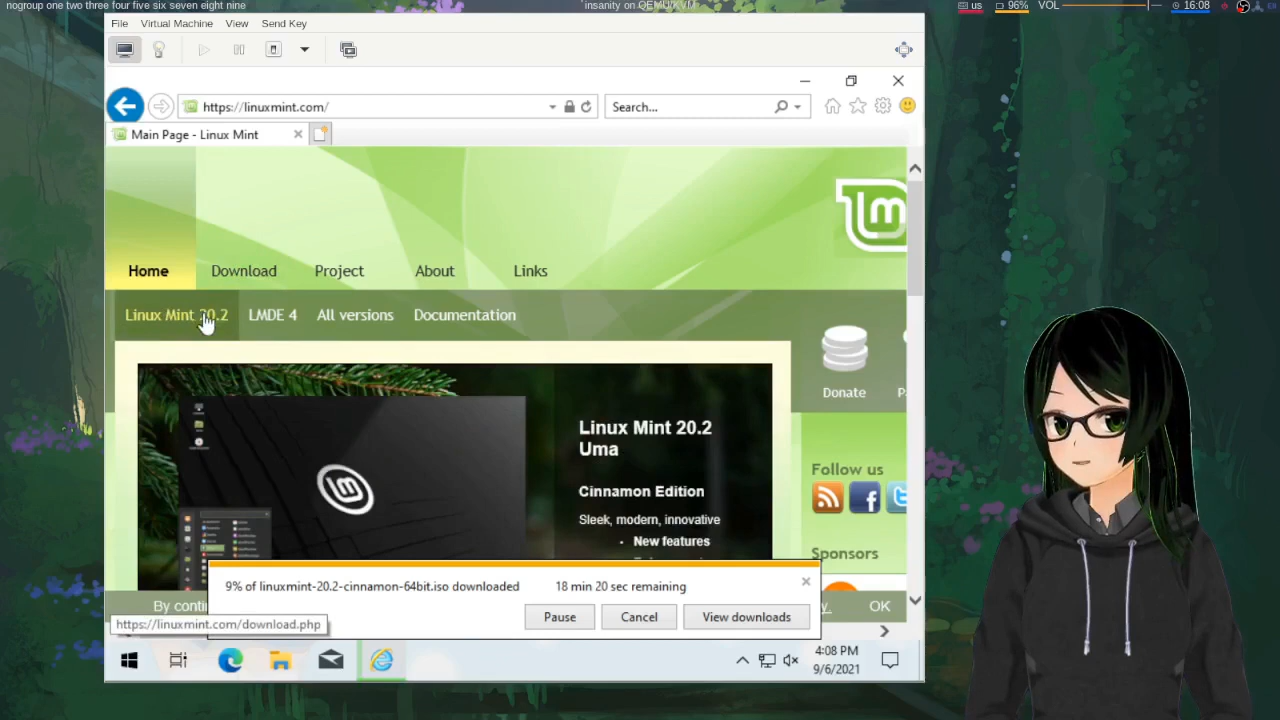 nogroup one two three four five six seven eight nine
insanity on QEMU/KVM
us 96% VOL 16:08
File Virtual Machine View Send Key
https://linuxmint.com/
Search...
Main Page - Linux Mint
lm
Home Download Project About Links
Linux Mint 20.2 LMDE 4 All versions Documentation
Donate
Linux Mint 20.2
Uma
Cinnamon Edition
Sleek, modern, innovative
New features
Follow us
Sponsors
9% of linuxmint-20.2-cinnamon-64bit.iso downloaded 18 min 20 sec remaining
By conti
OK
Pause Cancel View downloads
https://linuxmint.com/download.php
4:08 PM
9/6/2021